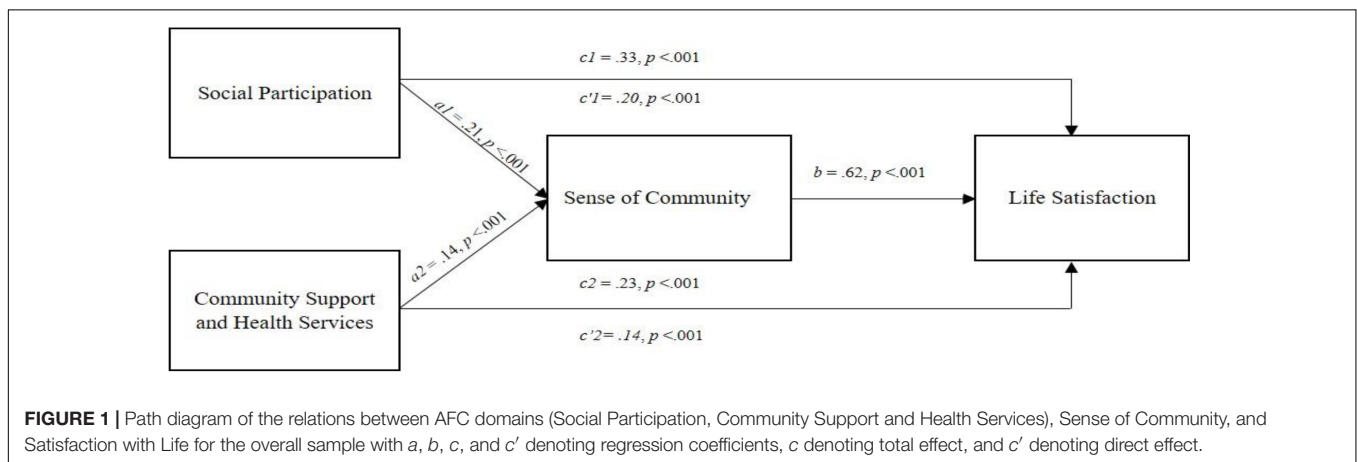 Social Participation
c1 = .33, p <.001
c'1= .20, p <.001
a1 = .21, p <.001
Sense of Community
b = .62, p <.001
Life Satisfaction
a2 = .14, p <.001
Community Support
and Health Services
c2 = .23, p <.001
c'2= .14, p <.001
FIGURE 1 | Path diagram of the relations between AFC domains (Social Participation, Community Support and Health Services), Sense of Community, and
Satisfaction with Life for the overall sample with a, b, c, and c′ denoting regression coefficients, c denoting total effect, and c′ denoting direct effect.